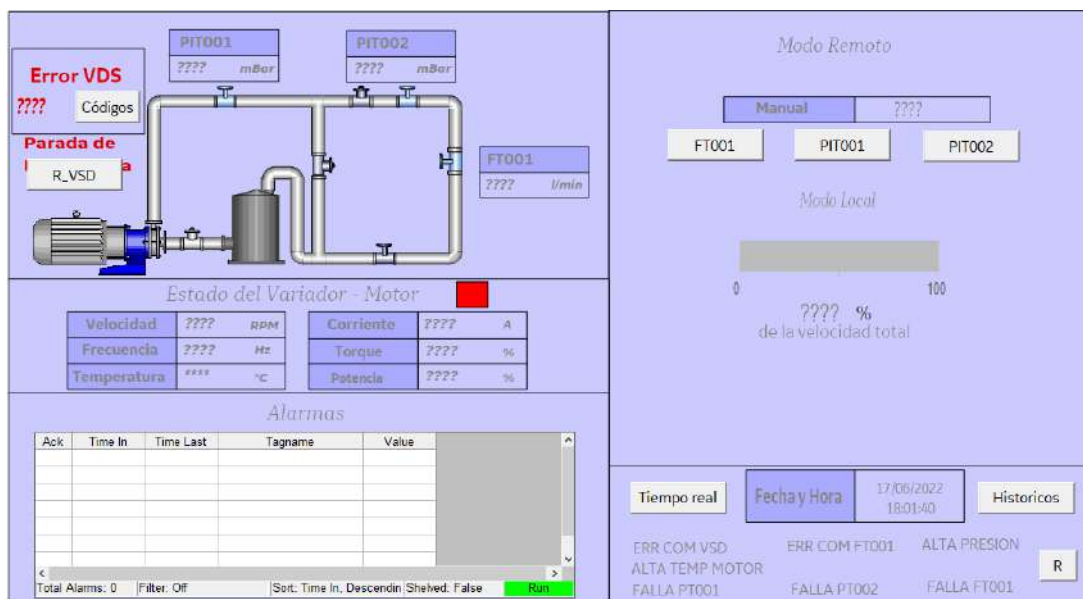 PIT001
???? mBar
PIT002
???? mBar
Error VDS
???? Códigos
Parada de
R_VSD
FT001
???? l/min
Estado del Variador - Motor
Velocidad ???? RPM Corriente ???? A
Frecuencia ???? Hz Torque ???? %
Temperatura **** °C Potencia ???? %
Alarmas
Ack Time In Time Last Tagname Value
Total Alarms: 0 Filter: Off Sort: Time In, Descendin Shelved: False Run
Modo Remoto
Manual ????
FT001 PIT001 PIT002
Modo Local
0 100
???? %
de la velocidad total
Tiempo real Fecha y Hora 17/06/2022 Historicos
18:01:40
ERR COM VSD ERR COM FT001 ALTA PRESION
ALTA TEMP MOTOR R
FALLA PT001 FALLA PT002 FALLA FT001